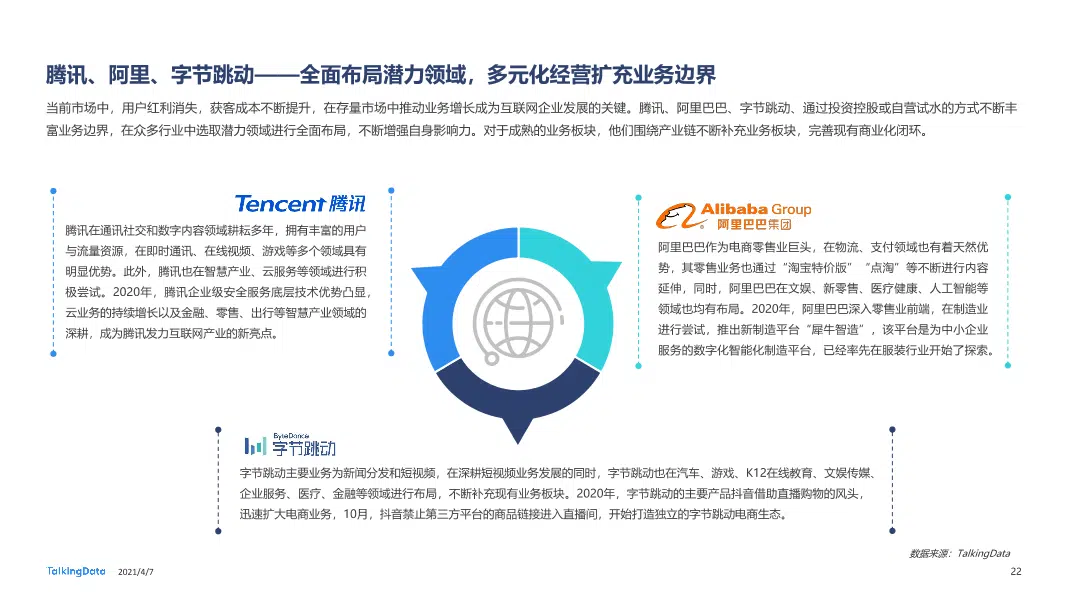 腾讯、阿里、字节跳动——全面布局潜力领域，多元化经营扩充业务边界
当前市场中，用户红利消失，获客成本不断提升，在存量市场中推动业务增长成为互联网企业发展的关键。腾讯、阿里巴巴、字节跳动、通过投资控股或自营试水的方式不断丰
富业务边界，在众多行业中选取潜力领域进行全面布局，不断增强自身影响力。对于成熟的业务板块，他们围绕产业链不断补充业务板块，完善现有商业化闭环。
Tencent 腾讯
腾讯在通讯社交和数字内容领域耕耘多年，拥有丰富的用户
与流量资源，在即时通讯、在线视频、游戏等多个领域具有
明显优势。此外，腾讯也在智慧产业、云服务等领域进行积
极尝试。2020年，腾讯企业级安全服务底层技术优势凸显，
云业务的持续增长以及金融、零售、出行等智慧产业领域的
深耕，成为腾讯发力互联网产业的新亮点。
Alibaba Group
阿里巴巴集团
阿里巴巴作为电商零售业巨头，在物流、支付领域也有着天然优
势，其零售业务也通过“淘宝特价版”“点淘”等不断进行内容
延伸，同时，阿里巴巴在文娱、新零售、医疗健康、人工智能等
领域也均有布局。2020年，阿里巴巴深入零售业前端，在制造业
进行尝试，推出新制造平台“犀牛智造”，该平台是为中小企业
服务的数字化智能化制造平台，已经率先在服装行业开始了探索。
ByteDance
字节跳动
字节跳动主要业务为新闻分发和短视频，在深耕短视频业务发展的同时，字节跳动也在汽车、游戏、K12在线教育、文娱传媒、
企业服务、医疗、金融等领域进行布局，不断补充现有业务板块。2020年，字节跳动的主要产品抖音借助直播购物的风头，
迅速扩大电商业务，10月，抖音禁止第三方平台的商品链接进入直播间，开始打造独立的字节跳动电商生态。
数据来源：TalkingData
TalkingData 2021/4/7
22